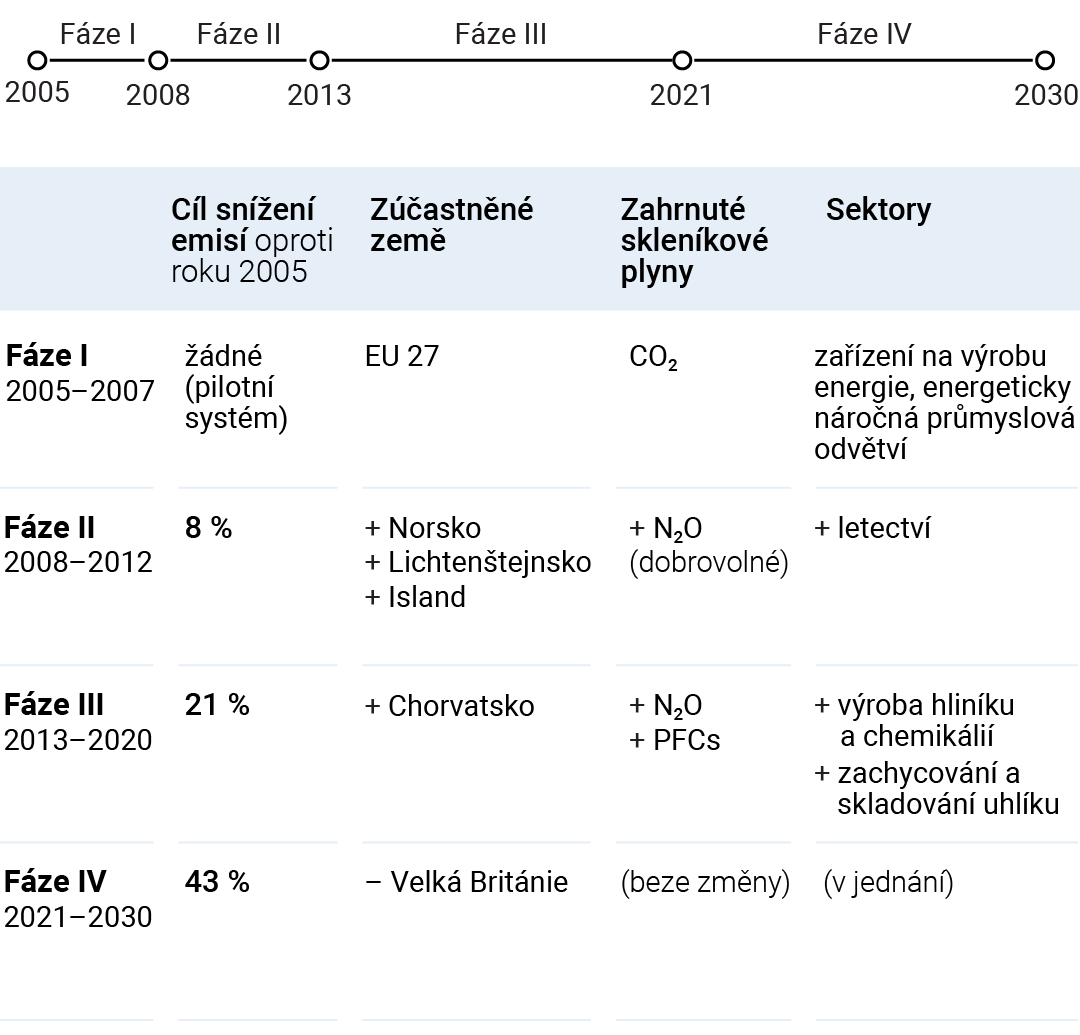 Fáze I
Fáze II
Fáze III
Fáze IV
2005
2008
2013
2021
2030
Cíl snížení
emisí oproti
roku 2005
Zúčastněné
země
Zahrnuté
skleníkové
plyny
Sektory
Fáze I
2005–2007
žádné
(pilotní
systém)
EU 27
CO₂
zařízení na výrobu
energie, energeticky
náročná průmyslová
odvětví
Fáze II
2008–2012
8 %
+ Norsko
+ Lichtenštejnsko
+ Island
+ N₂O
(dobrovolné)
+ letectví
Fáze III
2013–2020
21 %
+ Chorvatsko
+ N₂O
+ PFCs
+ výroba hliníku
a chemikálií
+ zachycování a
skladování uhlíku
Fáze IV
2021–2030
43 %
– Velká Británie
(beze změny)
(v jednání)